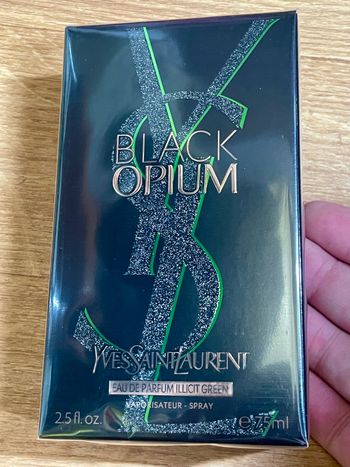 BLACK
OPIUM
YVESSAINTLAURENT
EAU DE PARFUM ILLICIT GREEN
VAPORISATEUR - SPRAY
2.5 fl. oz. ℮ 75ml